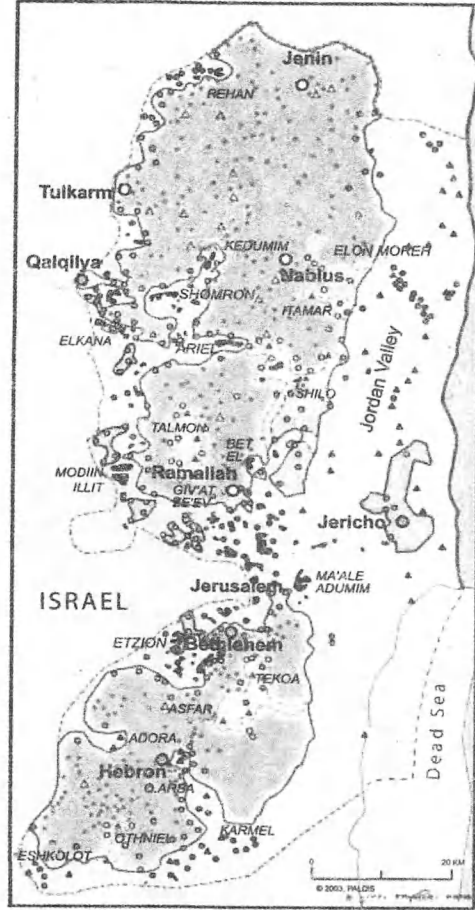 Jenin
REHAN
Tulkarm
KEDUMIM
ELON MOREH
Qalqilya
Nablus
SHOMRON
ITAMAR
ELKANA
ARIEL
Jordan Valley
SHILO
TALMON
BET
EL
MODIIN
ILLIT
Ramallah
GIV'AT
ZE'EV
Jericho
MA'ALE
ADUMIM
Jerusalem
ISRAEL
ETZION
Bethlehem
TEKOA
ASFAR
ADORA
Dead Sea
Hebron
Q.ARBA
OTHNIEL
KARMEL
ESHKOLOT
0
20 KM
© 2003, PALDIS